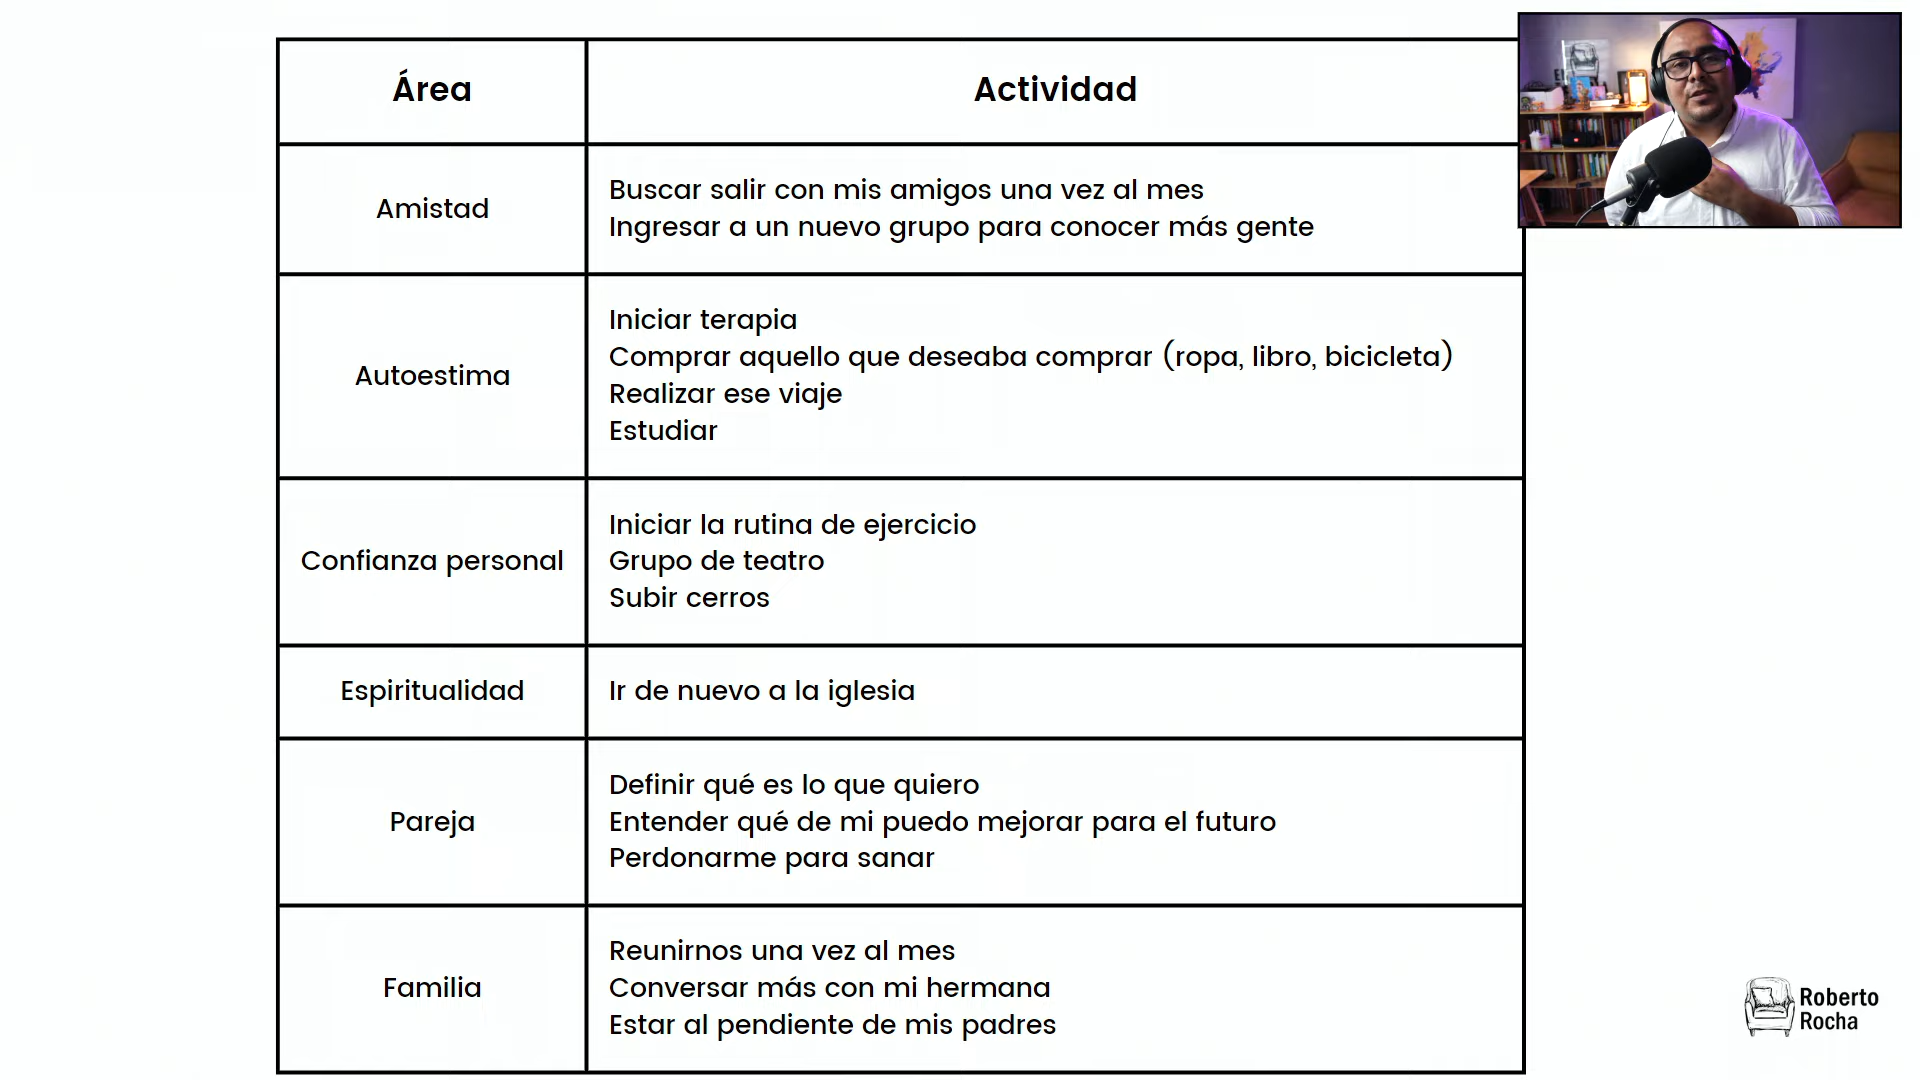 Área
Actividad
Amistad
Buscar salir con mis amigos una vez al mes
Ingresar a un nuevo grupo para conocer más gente
Autoestima
Iniciar terapia
Comprar aquello que deseaba comprar (ropa, libro, bicicleta)
Realizar ese viaje
Estudiar
Confianza personal
Iniciar la rutina de ejercicio
Grupo de teatro
Subir cerros
Espiritualidad
Ir de nuevo a la iglesia
Pareja
Definir qué es lo que quiero
Entender qué de mi puedo mejorar para el futuro
Perdonarme para sanar
Familia
Reunirnos una vez al mes
Conversar más con mi hermana
Estar al pendiente de mis padres
Roberto
Rocha